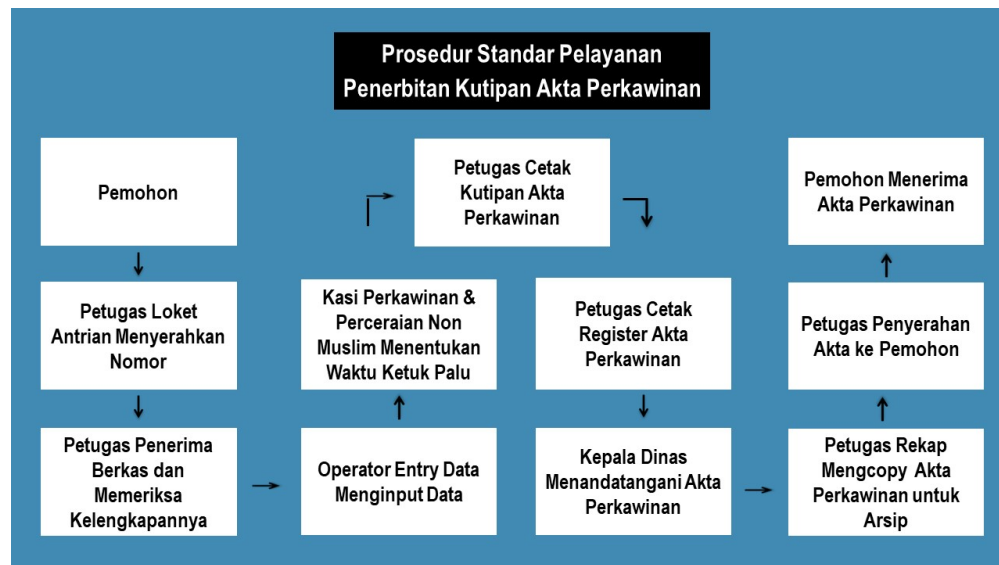 Prosedur Standar Pelayanan
Penerbitan Kutipan Akta Perkawinan
Pemohon
Petugas Loket
Antrian Menyerahkan
Nomor
Petugas Penerima
Berkas dan
Memeriksa
Kelengkapannya
Operator Entry Data
Menginput Data
Kasi Perkawinan &
Perceraian Non
Muslim Menentukan
Waktu Ketuk Palu
Petugas Cetak
Kutipan Akta
Perkawinan
Petugas Cetak
Register Akta
Perkawinan
Kepala Dinas
Menandatangani Akta
Perkawinan
Petugas Rekap
Mengcopy Akta
Perkawinan untuk
Arsip
Petugas Penyerahan
Akta ke Pemohon
Pemohon Menerima
Akta Perkawinan